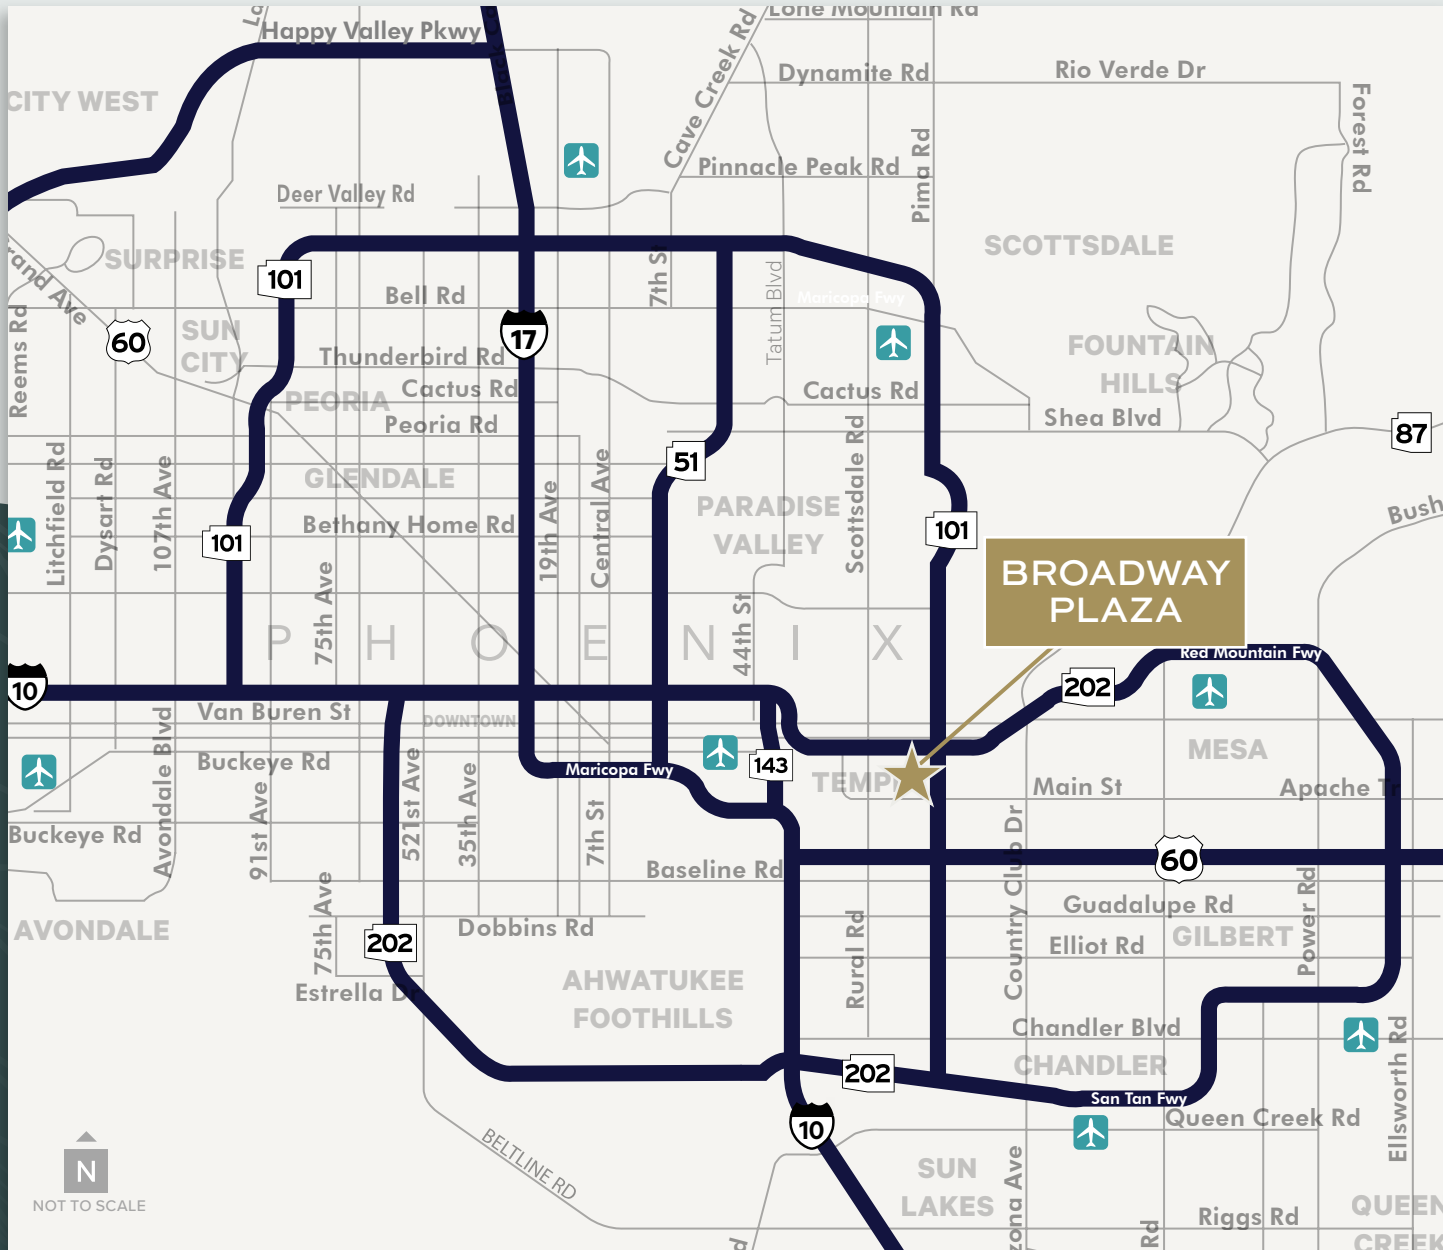 Lone Mountain Rd
Happy Valley Pkwy
Dynamite Rd
Rio Verde Dr
CITY WEST
Cave Creek Rd
Forest Rd
Pinnacle Peak Rd
Pima Rd
Deer Valley Rd
SURPRISE
SCOTTSDALE
101
7th St
Tatum Blvd
Bell Rd
Maricopa Fwy
Reems Rd
60
SUN
CITY
17
Thunderbird Rd
FOUNTAIN
HILLS
Cactus Rd
Cactus Rd
PEORIA
Peoria Rd
Shea Blvd
87
51
GLENDALE
Scottsdale Rd
Litchfield Rd
Dysart Rd
107th Ave
19th Ave
Central Ave
PARADISE
VALLEY
Bethany Home Rd
101
101
Bush
BROADWAY
PLAZA
75th Ave
44th St
PHOENIX
10
Red Mountain Fwy
202
Van Buren St
DOWNTOWN
MESA
Buckeye Rd
Maricopa Fwy
143
TEMP
Main St
Apache Tr
Avondale Blvd
91st Ave
521st Ave
35th Ave
7th St
Buckeye Rd
Baseline Rd
60
Country Club Dr
Guadalupe Rd
Power Rd
AVONDALE
75th Ave
Dobbins Rd
GILBERT
202
Elliot Rd
Rural Rd
AHWATUKEE
FOOTHILLS
Estrella Dr
Chandler Blvd
CHANDLER
202
Ellsworth Rd
San Tan Fwy
Queen Creek Rd
10
BELTLINE RD
N
NOT TO SCALE
SUN
LAKES
zona Ave
Rd
Riggs Rd
QUEEN
CREEK